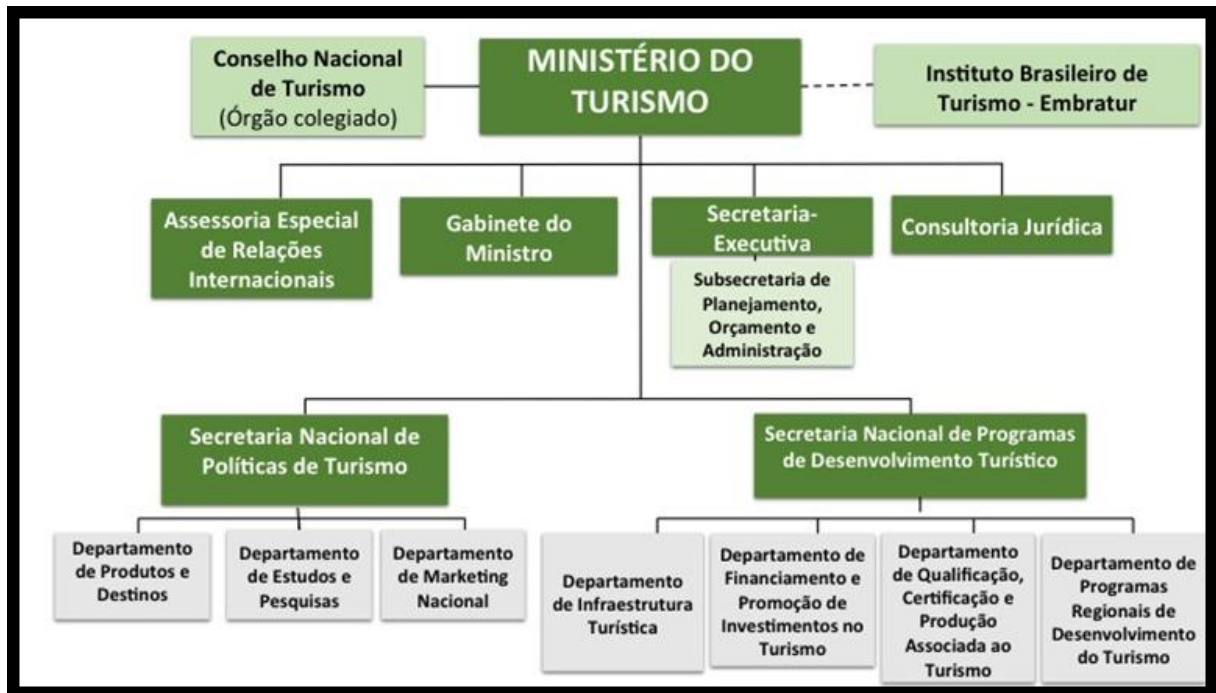 Conselho Nacional
de Turismo
(Órgão colegiado)
MINISTÉRIO DO
TURISMO
Instituto Brasileiro de
Turismo - Embratur
Assessoria Especial
de Relações
Internacionais
Gabinete do
Ministro
Secretaria-
Executiva
Consultoria Jurídica
Subsecretaria de
Planejamento,
Orçamento e
Administração
Secretaria Nacional de
Políticas de Turismo
Secretaria Nacional de Programas
de Desenvolvimento Turístico
Departamento
de Produtos e
Destinos
Departamento
de Estudos e
Pesquisas
Departamento
de Marketing
Nacional
Departamento
de Infraestrutura
Turística
Departamento de
Financiamento e
Promoção de
Investimentos no
Turismo
Departamento
de Qualificação,
Certificação e
Produção
Associada ao
Turismo
Departamento de
Programas
Regionais de
Desenvolvimento
do Turismo